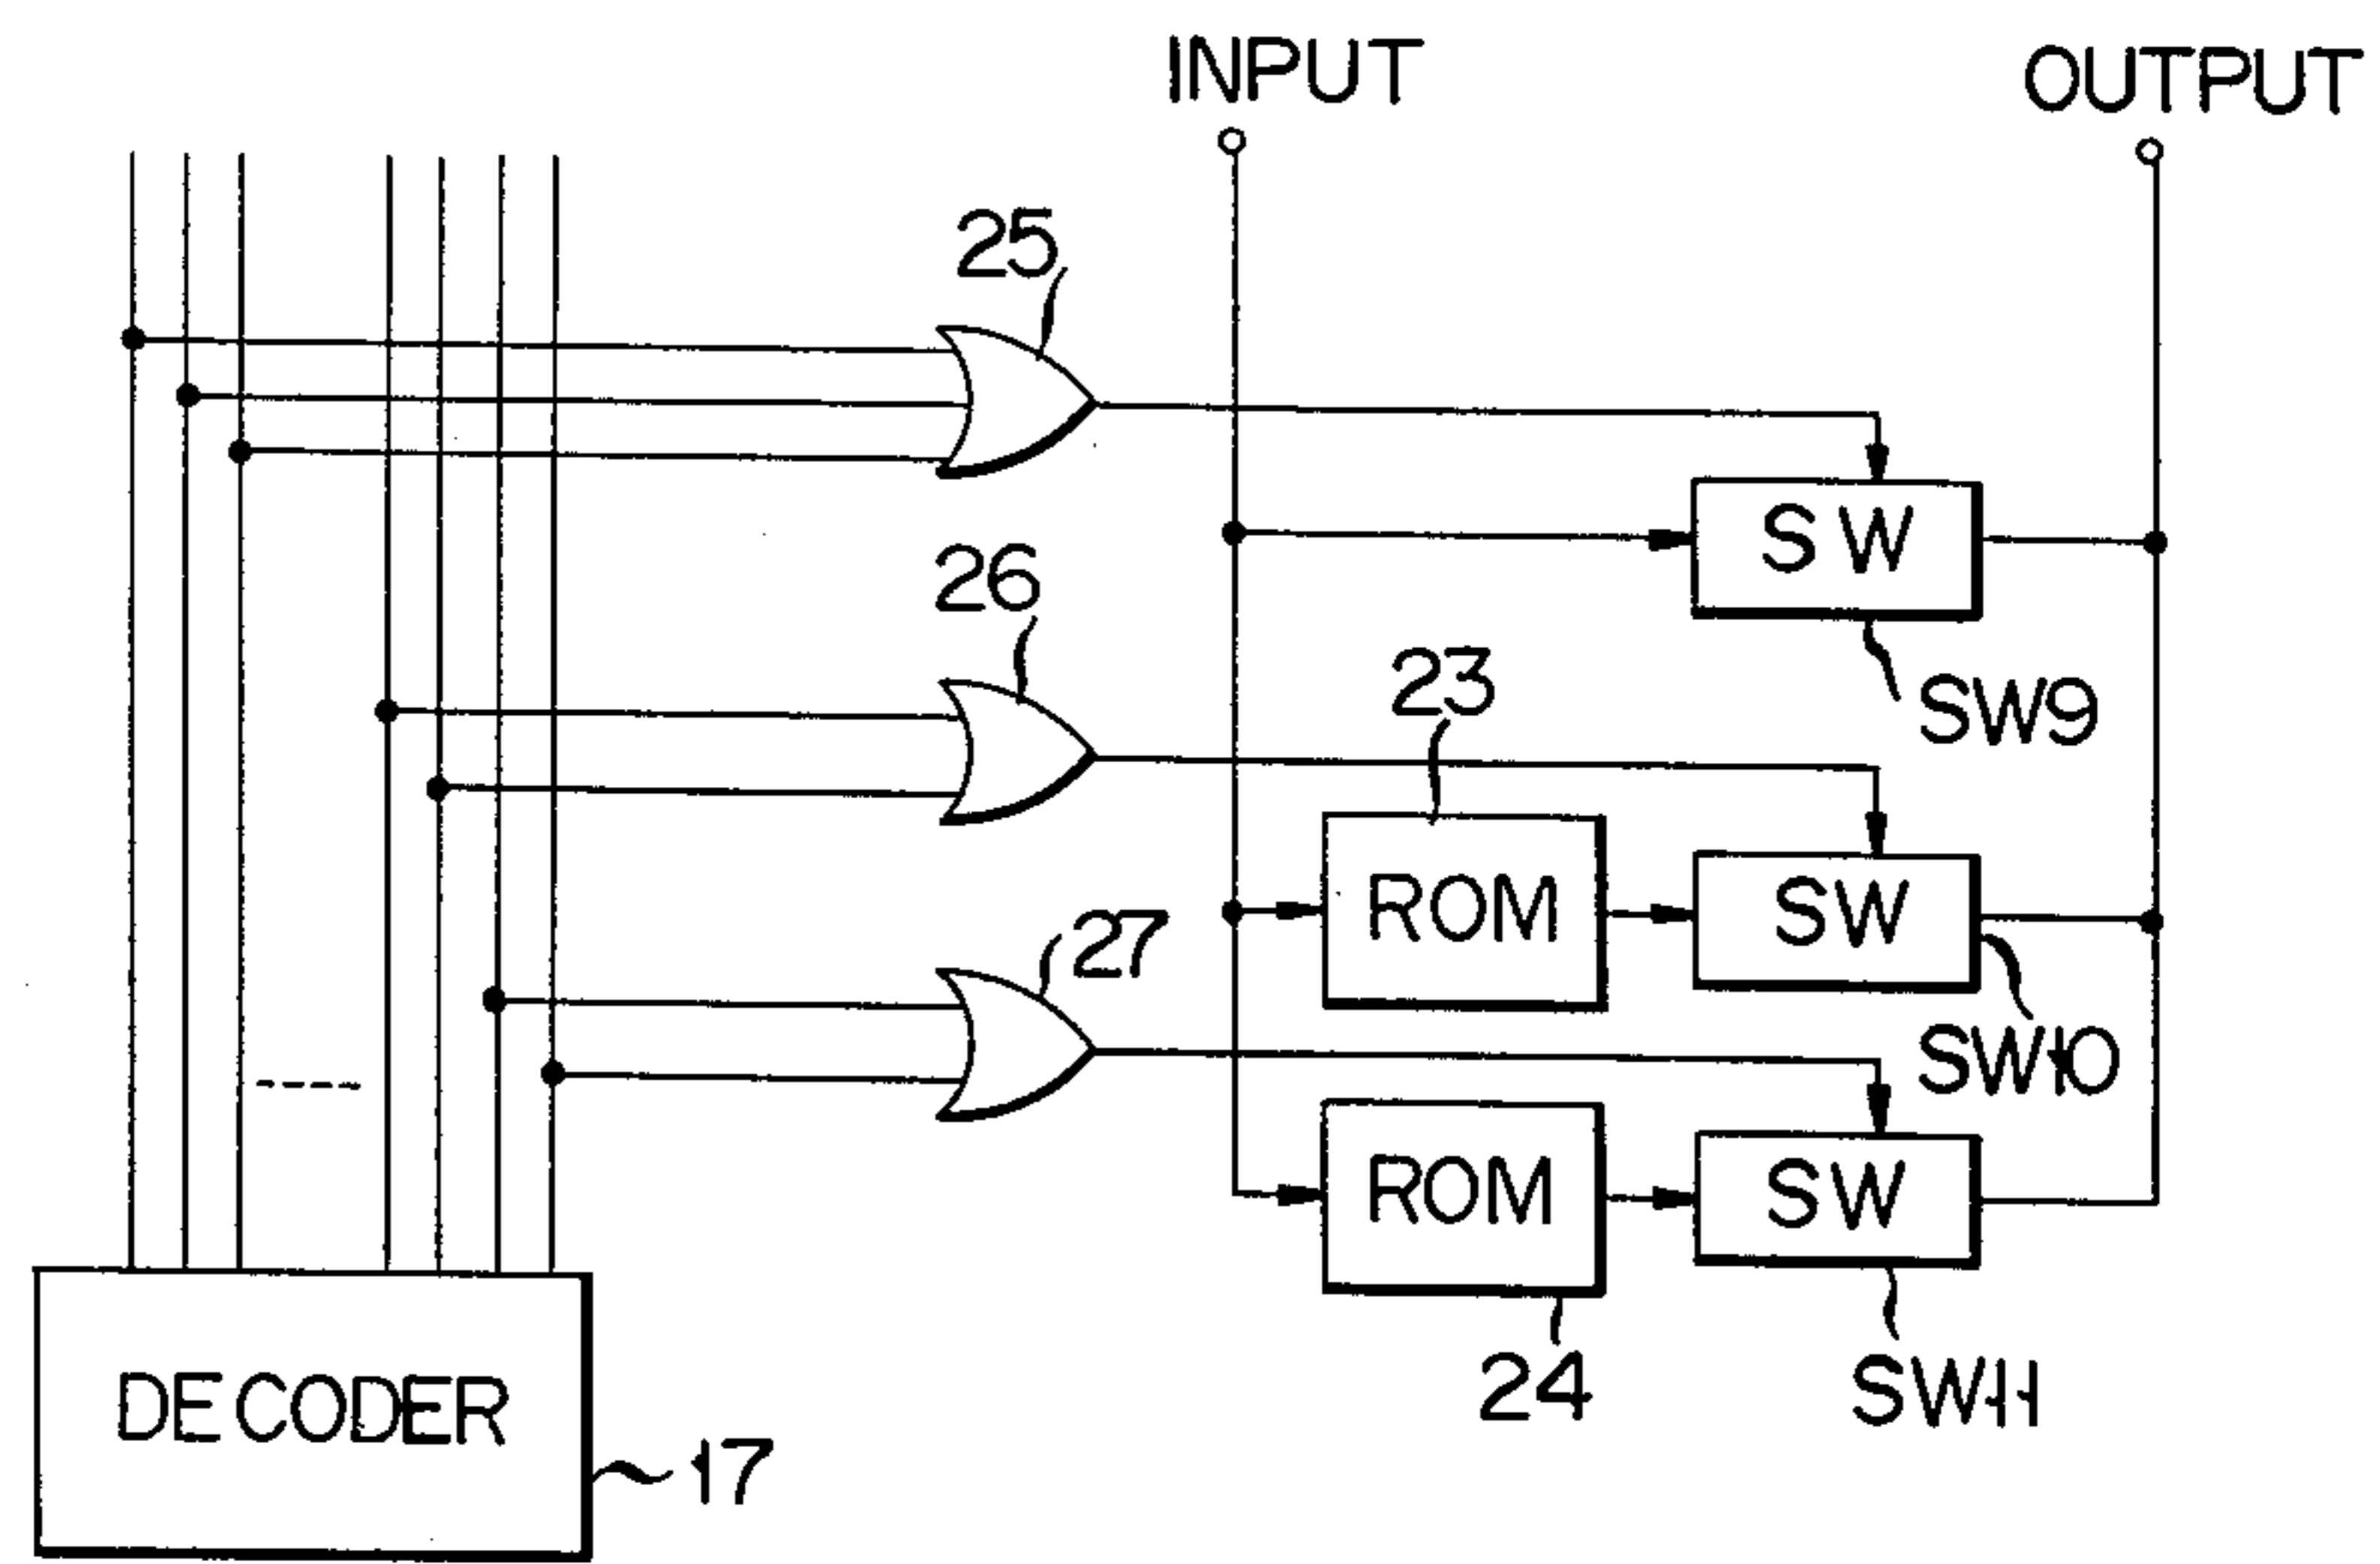 INPUT
OUTPUT
25
SW
26
SW9
23
ROM
SW
27
SW10
ROM
SW
24
SW11
DECODER
17